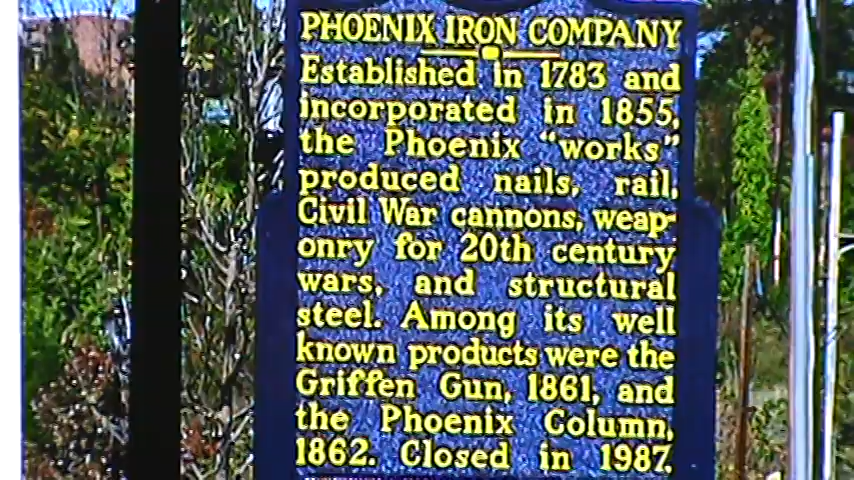 PHOENIX IRON COMPANY
Established in 1783 and
incorporated in 1855,
the Phoenix “works”
produced nails, rail,
Civil War cannons, weap-
onry for 20th century
wars, and structural
steel. Among its well
known products were the
Griffen Gun, 1861, and
the Phoenix Column,
1862. Closed in 1987.